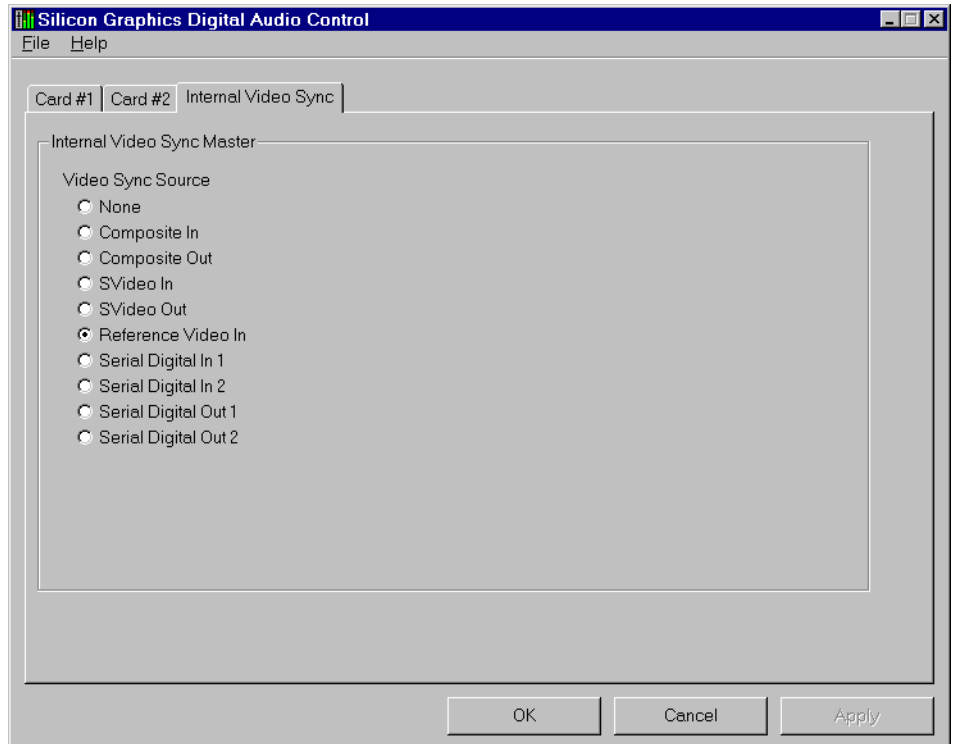 Silicon Graphics Digital Audio Control
File Help
Card #1 Card #2 Internal Video Sync
Internal Video Sync Master
Video Sync Source
None
Composite In
Composite Out
SVideo In
SVideo Out
Reference Video In
Serial Digital In 1
Serial Digital In 2
Serial Digital Out 1
Serial Digital Out 2
OK Cancel Apply